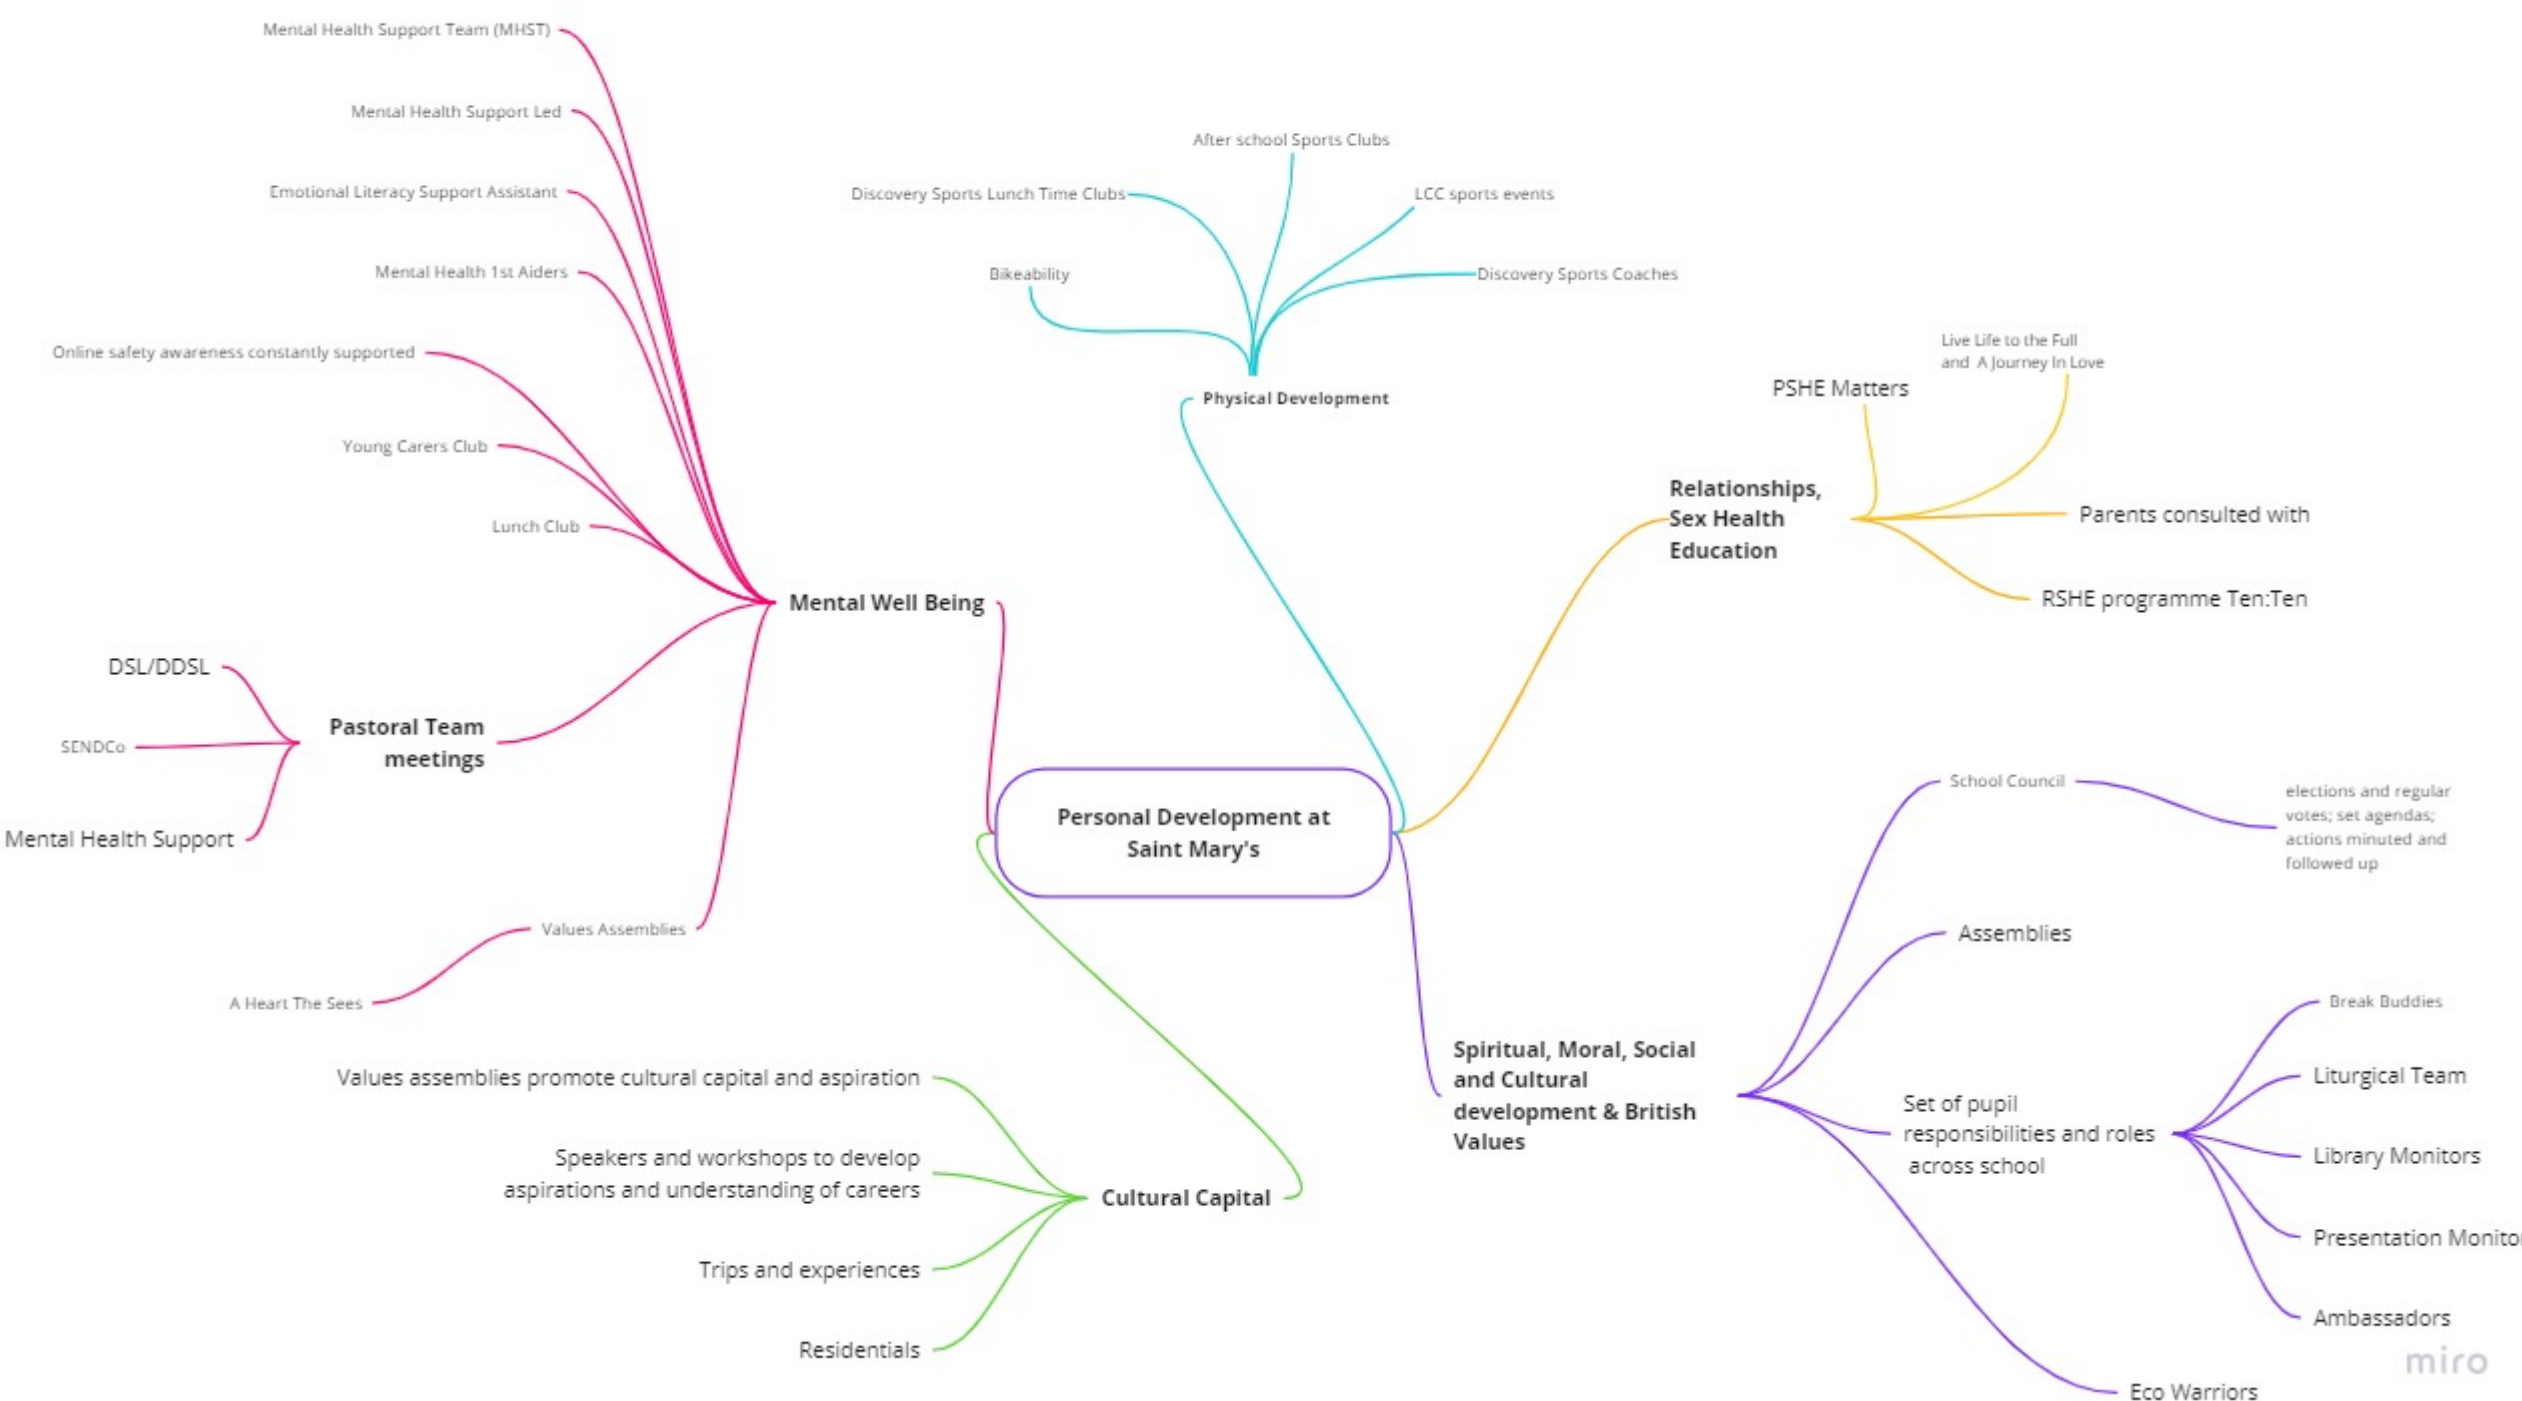 Mental Health Support Team (MHST)
Mental Health Support Led
Emotional Literacy Support Assistant
Mental Health 1st Aiders
Online safety awareness constantly supported
Young Carers Club
Lunch Club
Mental Well Being
DSL/DDSL
SENDCo
Mental Health Support
Pastoral Team
meetings
Values Assemblies
A Heart The Sees
After school Sports Clubs
Discovery Sports Lunch Time Clubs
LCC sports events
Bikeability
Discovery Sports Coaches
Physical Development
Live Life to the Full
and A Journey In Love
PSHE Matters
Relationships,
Sex Health
Education
Parents consulted with
RSHE programme Ten:Ten
Personal Development at
Saint Mary's
School Council
elections and regular
votes; set agendas;
actions minuted and
followed up
Assemblies
Spiritual, Moral, Social
and Cultural
development & British
Values
Set of pupil
responsibilities and roles
across school
Break Buddies
Liturgical Team
Library Monitors
Presentation Monito
Ambassadors
Eco Warriors
Values assemblies promote cultural capital and aspiration
Speakers and workshops to develop
aspirations and understanding of careers
Cultural Capital
Trips and experiences
Residentials
miro